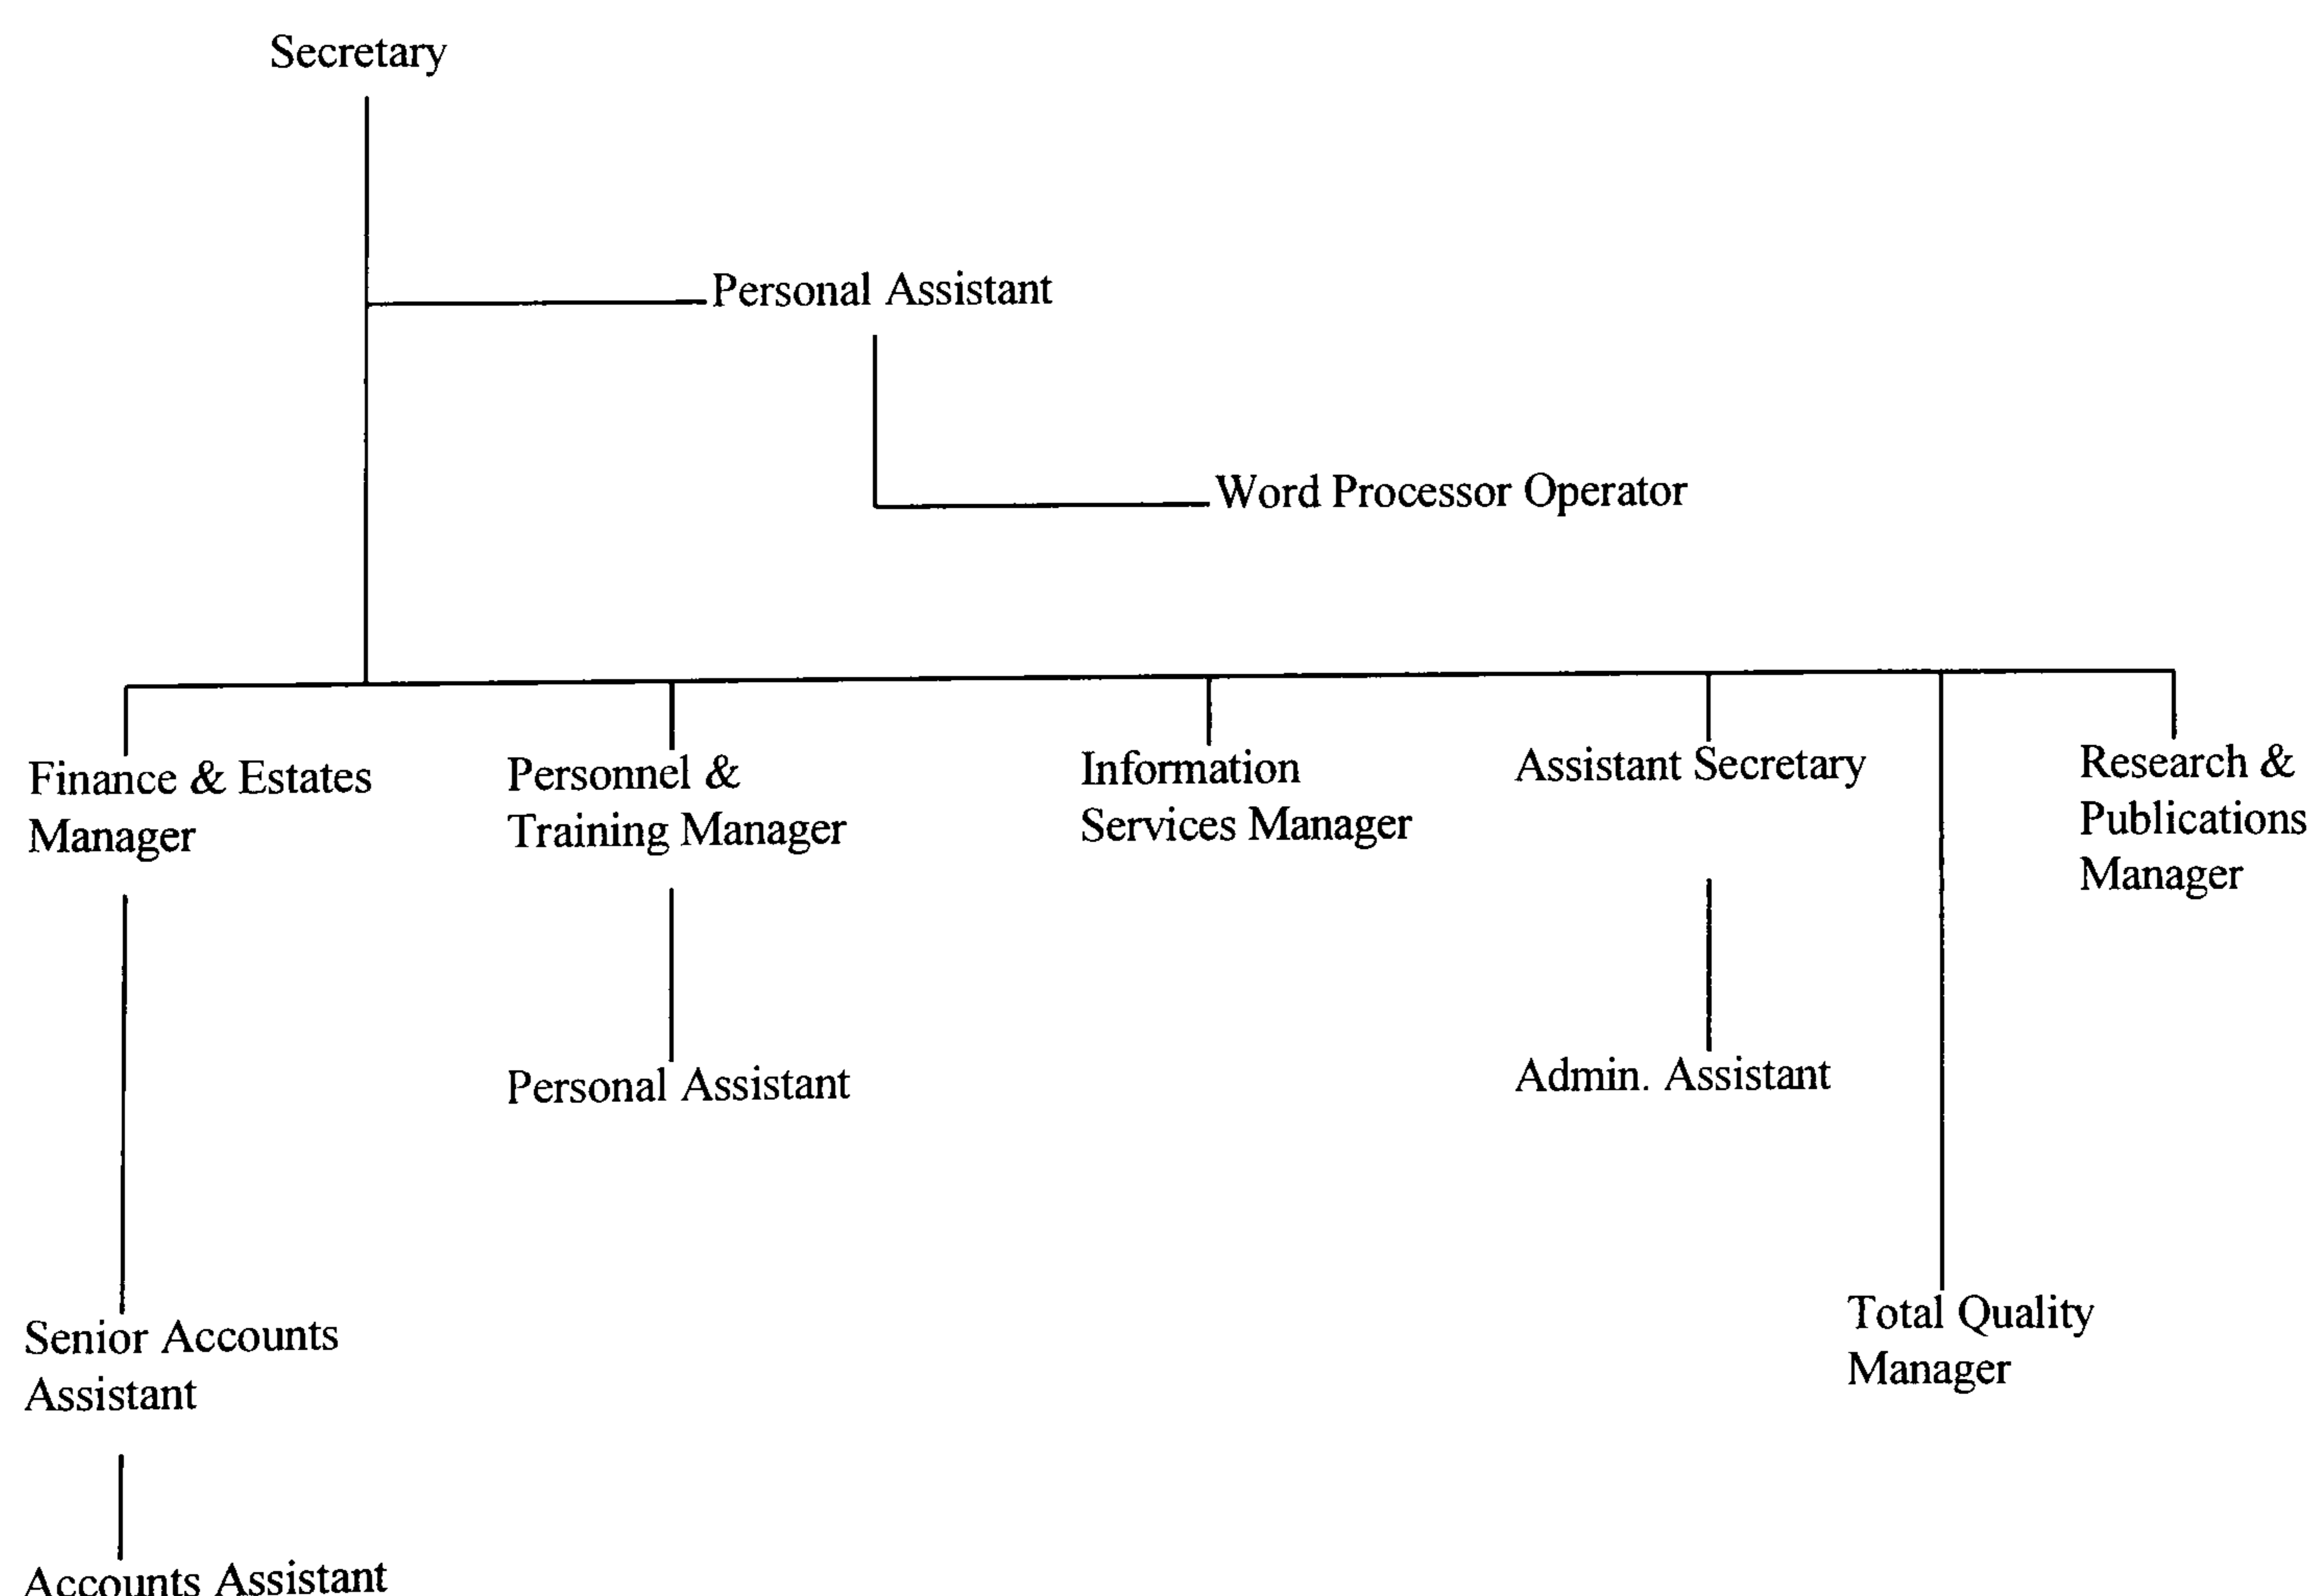 Secretary
Personal Assistant
Word Processor Operator
Finance & Estates
Manager
Personnel &
Training Manager
Information
Services Manager
Assistant Secretary
Research &
Publications
Manager
Personal Assistant
Admin. Assistant
Total Quality
Manager
Senior Accounts
Assistant
Accounts Assistant